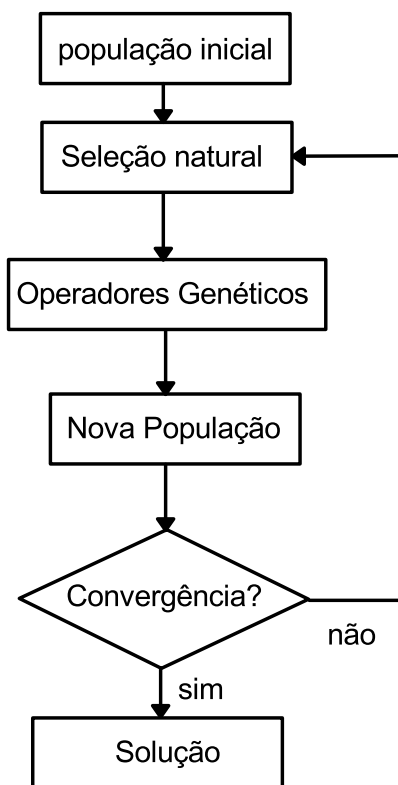 população inicial
Seleção natural
Operadores Genéticos
Nova População
Convergência?
não
sim
Solução